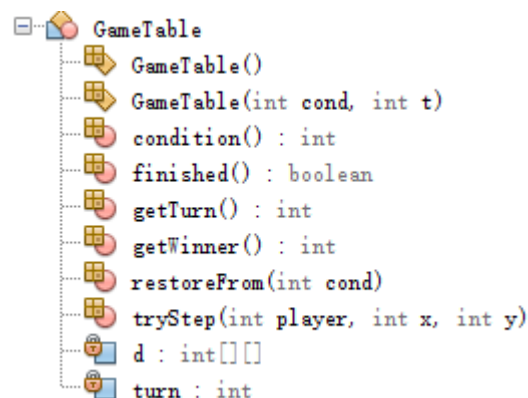 GameTable
GameTable()
GameTable(int cond, int t)
condition() : int
finished() : boolean
getTurn() : int
getWinner() : int
restoreFrom(int cond)
tryStep(int player, int x, int y)
d : int[][]
turn : int